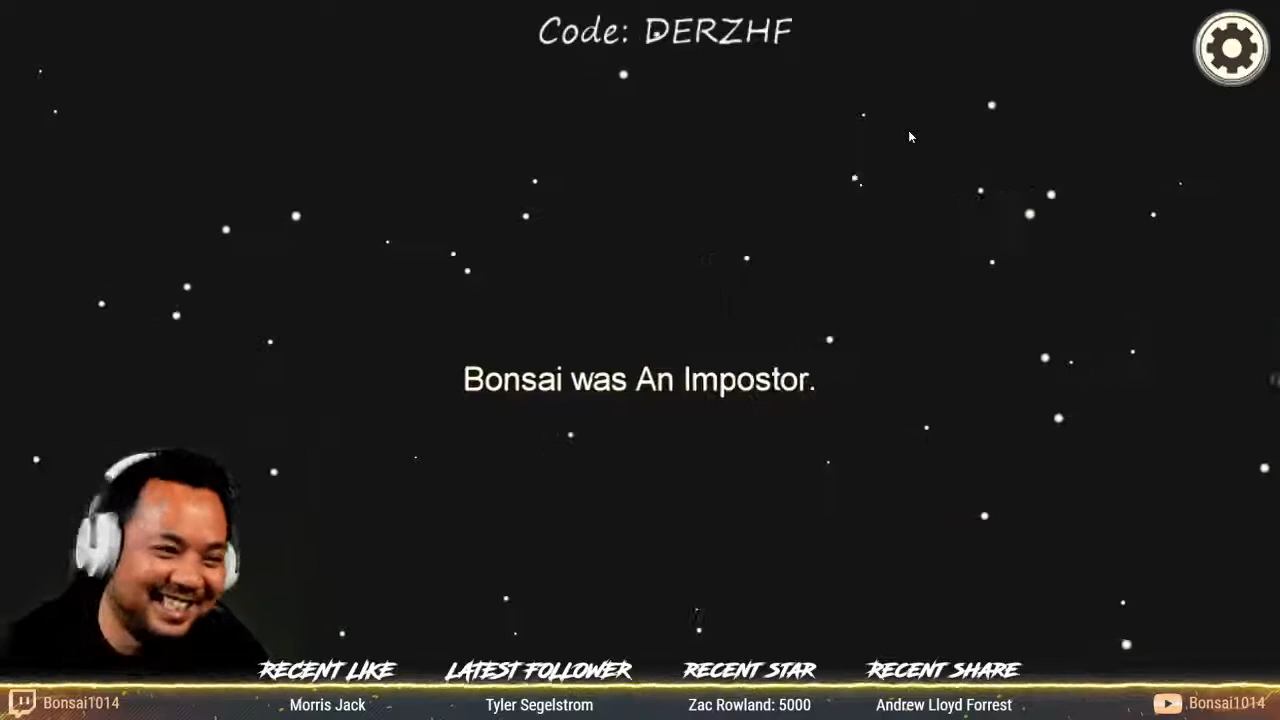 Code: DERZHF
Bonsai was An Impostor.
RECENT LIKE LATEST FOLLOWER RECENT STAR RECENT SHARE
Bonsai1014 Morris Jack Tyler Segelstrom Zac Rowland: 5000 Andrew Lloyd Forrest Bonsai1014